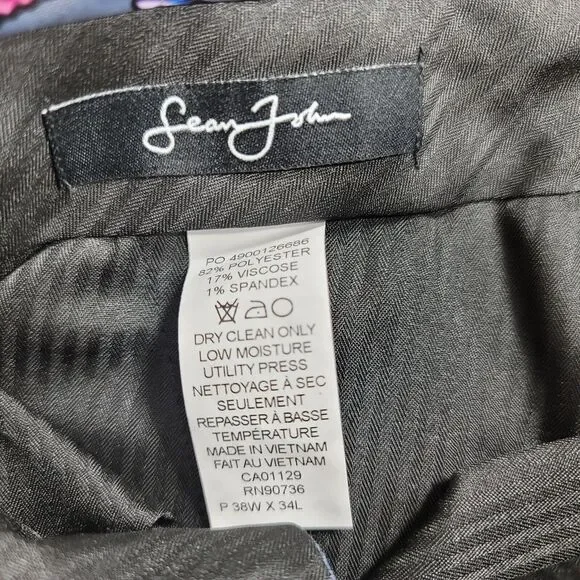 Sean John
PO 4900126686
82% POLYESTER
17% VISCOSE
1% SPANDEX
DRY CLEAN ONLY
LOW MOISTURE
UTILITY PRESS
NETTOYAGE À SEC
SEULEMENT
REPASSER À BASSE
TEMPÉRATURE
MADE IN VIETNAM
FAIT AU VIETNAM
CA01129
RN90736
P 38W X 34L